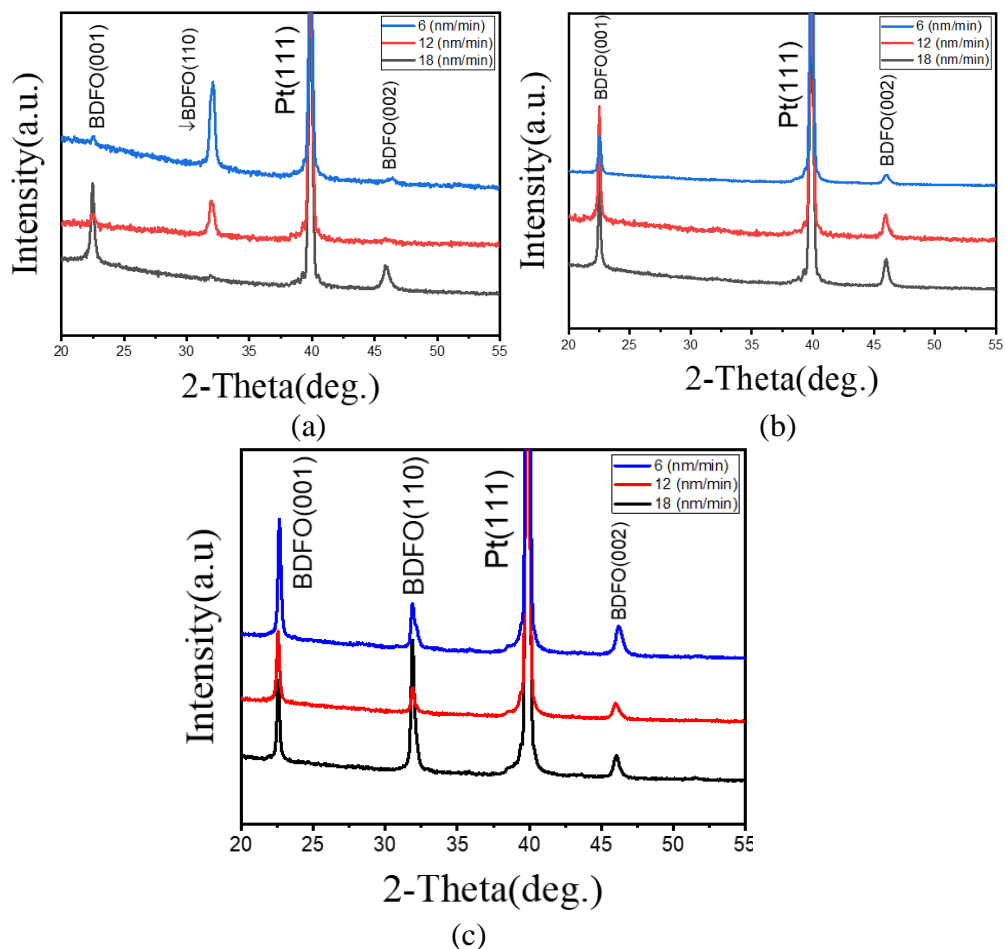 6 (nm/min)
12 (nm/min)
18 (nm/min)
BDFO(001)
↓BDFO(110)
Pt(111)
BDFO(002)
Intensity(a.u.)
20 25 30 35 40 45 50 55
2-Theta(deg.)
(a)
6 (nm/min)
12 (nm/min)
18 (nm/min)
BDFO(001)
Pt(111)
BDFO(002)
Intensity(a.u.)
20 25 30 35 40 45 50 55
2-Theta(deg.)
(b)
6 (nm/min)
12 (nm/min)
18 (nm/min)
BDFO(001)
BDFO(110)
Pt(111)
BDFO(002)
Intensity(a.u)
20 25 30 35 40 45 50 55
2-Theta(deg.)
(c)